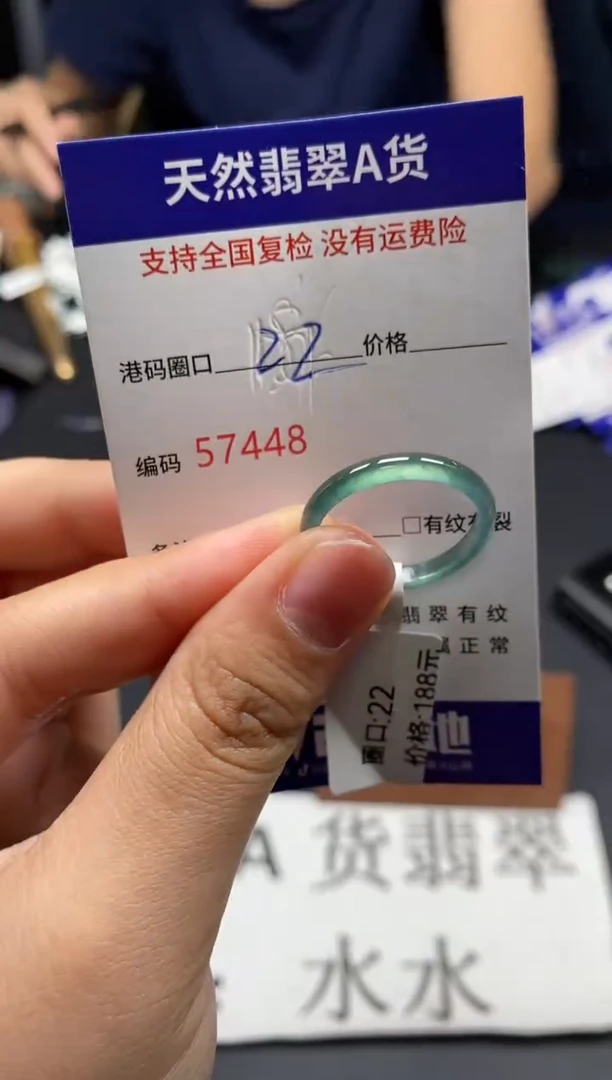 天然翡翠A货
支持全国复检 没有运费险
港码圈口 22 价格
编码 57448
□有纹有裂
翡翠有纹
正常
圈口:22
价格:188元
A 货翡翠
水水